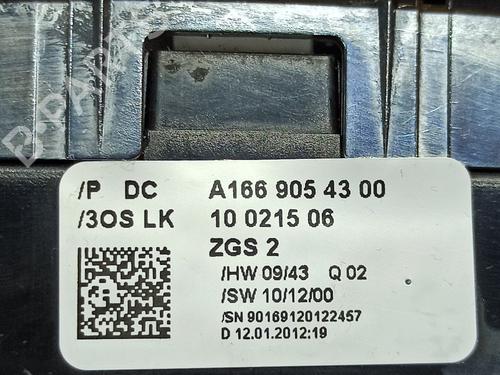 B-PARTS
/P DC A166 905 43 00
/3OS LK 10 0215 06
ZGS 2
/HW 09/43 Q 02
/SW 10/12/00
/SN 90169120122457
D 12.01.2012:19